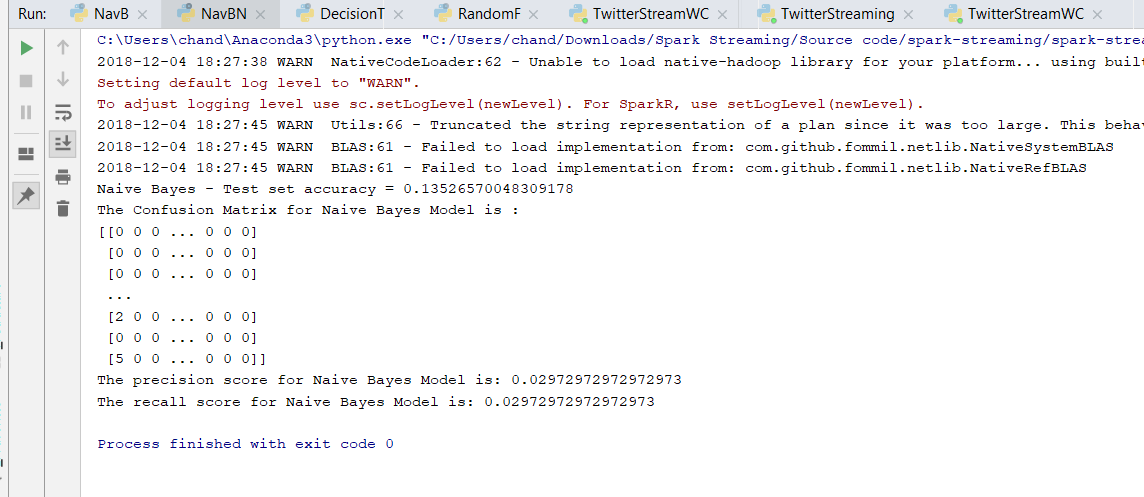 Run: NavB NavBN DecisionT RandomF TwitterStreamWC TwitterStreaming TwitterStreamWC
C:\Users\chand\Anaconda3\python.exe "C:/Users/chand/Downloads/Spark Streaming/Source code/spark-streaming/spark-strea
2018-12-04 18:27:38 WARN  NativeCodeLoader:62 - Unable to load native-hadoop library for your platform... using built
Setting default log level to "WARN".
To adjust logging level use sc.setLogLevel(newLevel). For SparkR, use setLogLevel(newLevel).
2018-12-04 18:27:45 WARN  Utils:66 - Truncated the string representation of a plan since it was too large. This behav
2018-12-04 18:27:45 WARN  BLAS:61 - Failed to load implementation from: com.github.fommil.netlib.NativeSystemBLAS
2018-12-04 18:27:45 WARN  BLAS:61 - Failed to load implementation from: com.github.fommil.netlib.NativeRefBLAS
Naive Bayes - Test set accuracy = 0.13526570048309178
The Confusion Matrix for Naive Bayes Model is :
[[0 0 0 ... 0 0 0]
 [0 0 0 ... 0 0 0]
 [0 0 0 ... 0 0 0]
 ...
 [2 0 0 ... 0 0 0]
 [0 0 0 ... 0 0 0]
 [5 0 0 ... 0 0 0]]
The precision score for Naive Bayes Model is: 0.02972972972972973
The recall score for Naive Bayes Model is: 0.02972972972972973
Process finished with exit code 0